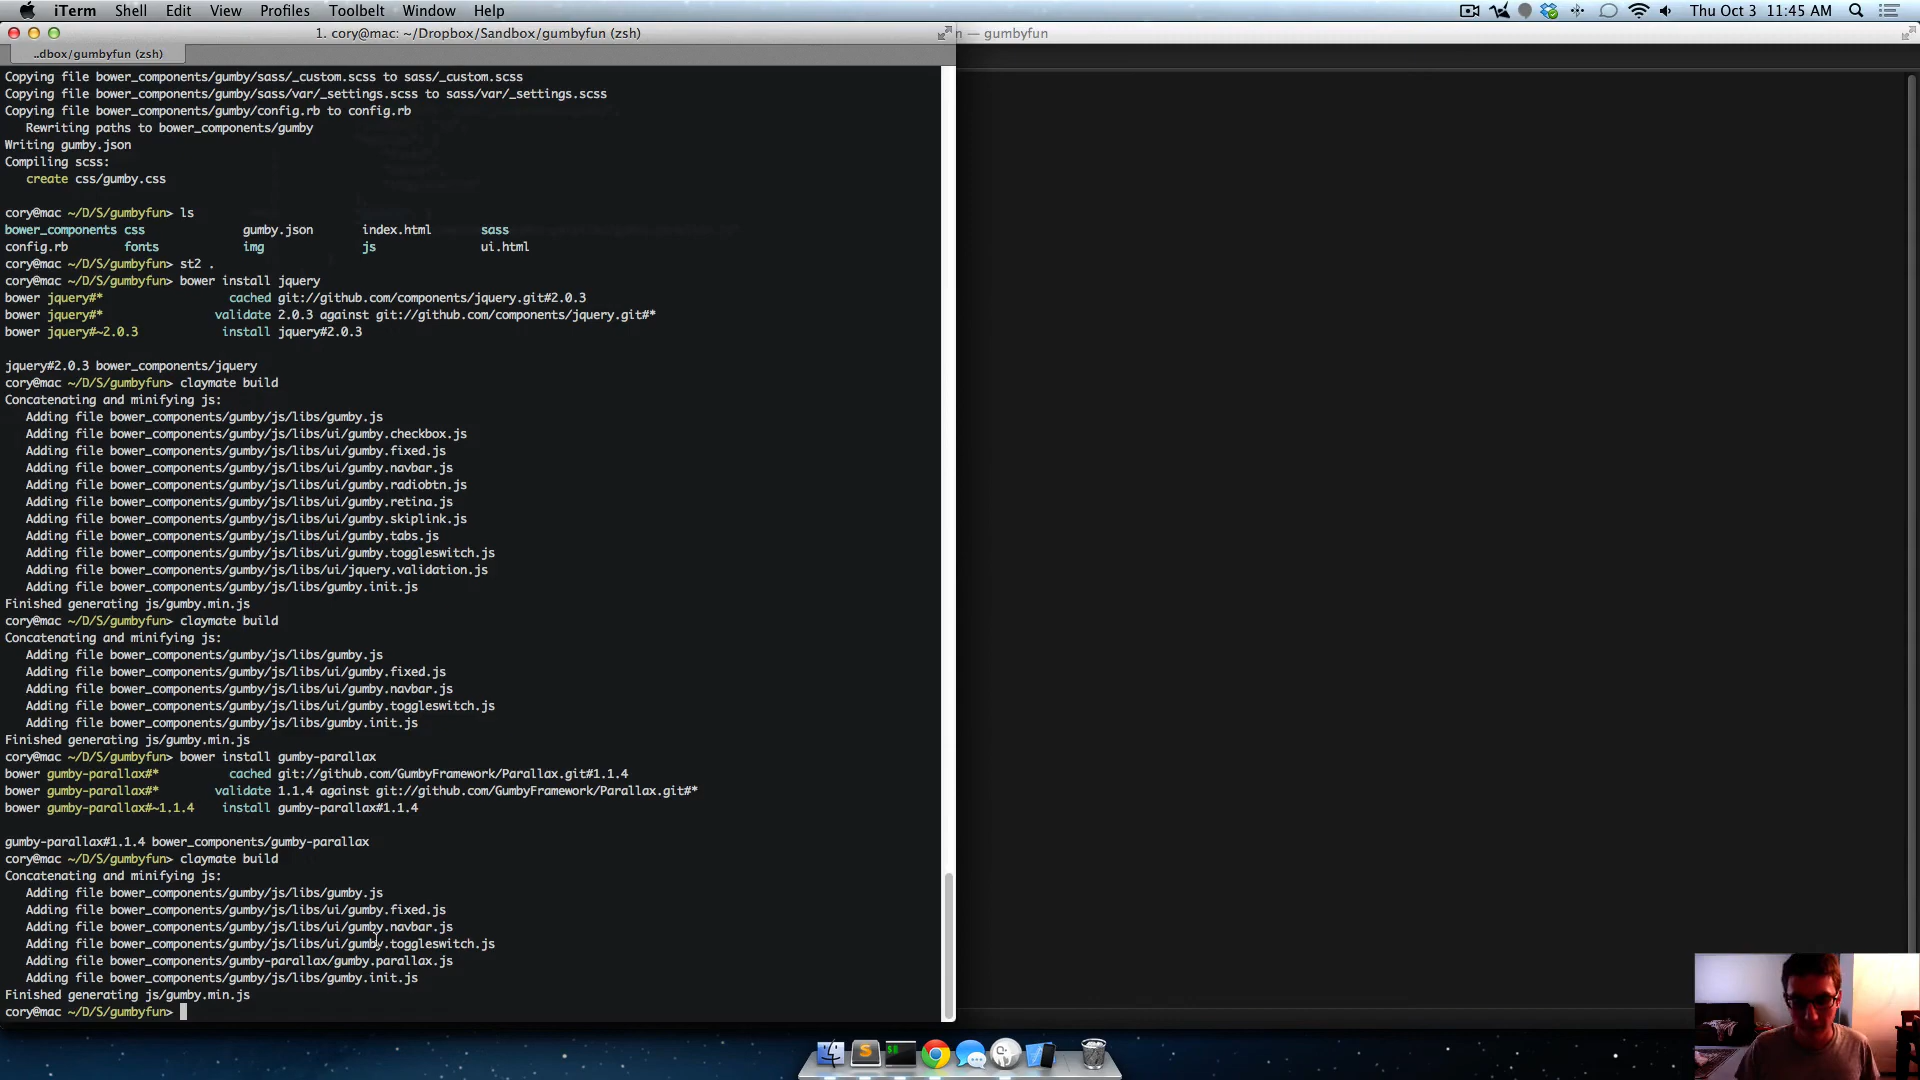 iTerm Shell Edit View Profiles Toolbelt Window Help Thu Oct 3 11:45 AM
1. cory@mac: ~/Dropbox/Sandbox/gumbyfun (zsh)
n — gumbyfun
..dbox/gumbyfun (zsh)
Copying file bower_components/gumby/sass/_custom.scss to sass/_custom.scss
Copying file bower_components/gumby/sass/var/_settings.scss to sass/var/_settings.scss
Copying file bower_components/gumby/config.rb to config.rb
Rewriting paths to bower_components/gumby
Writing gumby.json
Compiling scss:
create css/gumby.css
cory@mac ~/D/S/gumbyfun> ls
bower_components css gumby.json index.html sass
config.rb fonts img js ui.html
cory@mac ~/D/S/gumbyfun> st2 .
cory@mac ~/D/S/gumbyfun> bower install jquery
bower jquery#* cached git://github.com/components/jquery.git#2.0.3
bower jquery#* validate 2.0.3 against git://github.com/components/jquery.git#*
bower jquery#~2.0.3 install jquery#2.0.3
jquery#2.0.3 bower_components/jquery
cory@mac ~/D/S/gumbyfun> claymate build
Concatenating and minifying js:
Adding file bower_components/gumby/js/libs/gumby.js
Adding file bower_components/gumby/js/libs/ui/gumby.checkbox.js
Adding file bower_components/gumby/js/libs/ui/gumby.fixed.js
Adding file bower_components/gumby/js/libs/ui/gumby.navbar.js
Adding file bower_components/gumby/js/libs/ui/gumby.radiobtn.js
Adding file bower_components/gumby/js/libs/ui/gumby.retina.js
Adding file bower_components/gumby/js/libs/ui/gumby.skiplink.js
Adding file bower_components/gumby/js/libs/ui/gumby.tabs.js
Adding file bower_components/gumby/js/libs/ui/gumby.toggleswitch.js
Adding file bower_components/gumby/js/libs/ui/jquery.validation.js
Adding file bower_components/gumby/js/libs/gumby.init.js
Finished generating js/gumby.min.js
cory@mac ~/D/S/gumbyfun> claymate build
Concatenating and minifying js:
Adding file bower_components/gumby/js/libs/gumby.js
Adding file bower_components/gumby/js/libs/ui/gumby.fixed.js
Adding file bower_components/gumby/js/libs/ui/gumby.navbar.js
Adding file bower_components/gumby/js/libs/ui/gumby.toggleswitch.js
Adding file bower_components/gumby/js/libs/gumby.init.js
Finished generating js/gumby.min.js
cory@mac ~/D/S/gumbyfun> bower install gumby-parallax
bower gumby-parallax#* cached git://github.com/GumbyFramework/Parallax.git#1.1.4
bower gumby-parallax#* validate 1.1.4 against git://github.com/GumbyFramework/Parallax.git#*
bower gumby-parallax#~1.1.4 install gumby-parallax#1.1.4
gumby-parallax#1.1.4 bower_components/gumby-parallax
cory@mac ~/D/S/gumbyfun> claymate build
Concatenating and minifying js:
Adding file bower_components/gumby/js/libs/gumby.js
Adding file bower_components/gumby/js/libs/ui/gumby.fixed.js
Adding file bower_components/gumby/js/libs/ui/gumby.navbar.js
Adding file bower_components/gumby/js/libs/ui/gumby.toggleswitch.js
Adding file bower_components/gumby-parallax/gumby.parallax.js
Adding file bower_components/gumby/js/libs/gumby.init.js
Finished generating js/gumby.min.js
cory@mac ~/D/S/gumbyfun>